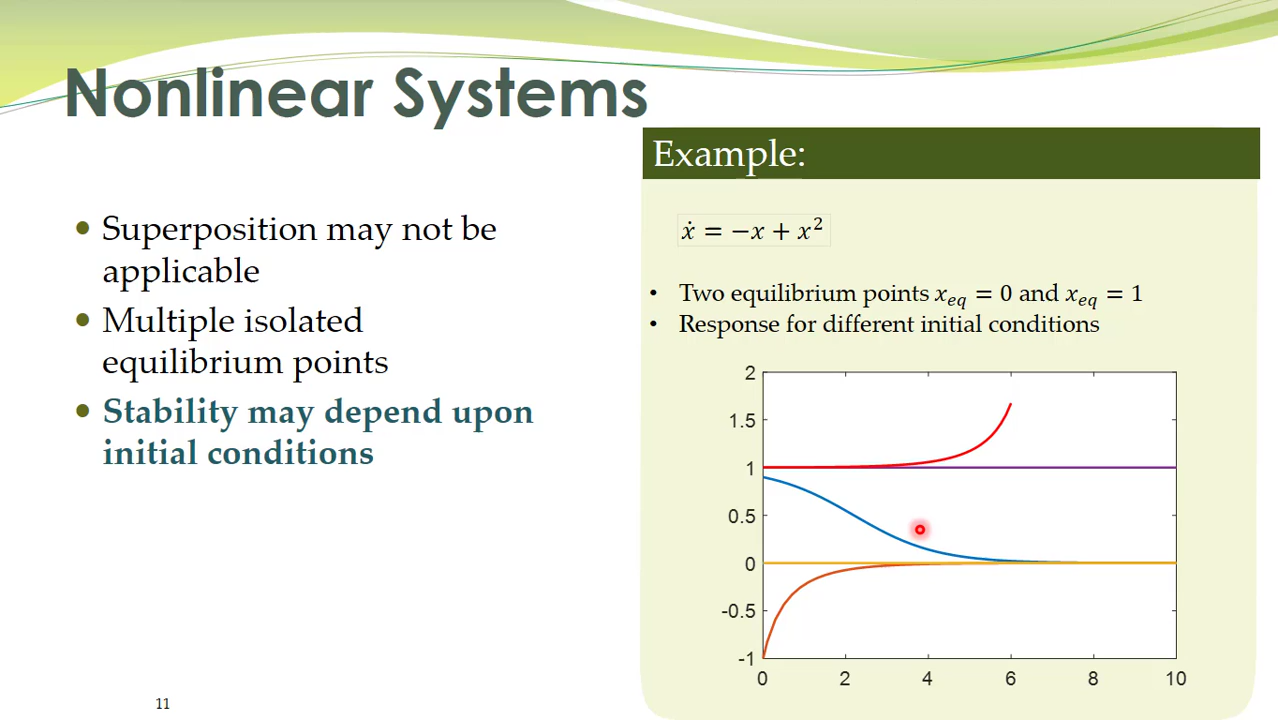 Nonlinear Systems
• Superposition may not be
applicable
• Multiple isolated
equilibrium points
• Stability may depend upon
initial conditions
Example:
ẋ = −x + x²
• Two equilibrium points x_eq = 0 and x_eq = 1
• Response for different initial conditions
2
1.5
1
0.5
0
-0.5
-1
0 2 4 6 8 10
11